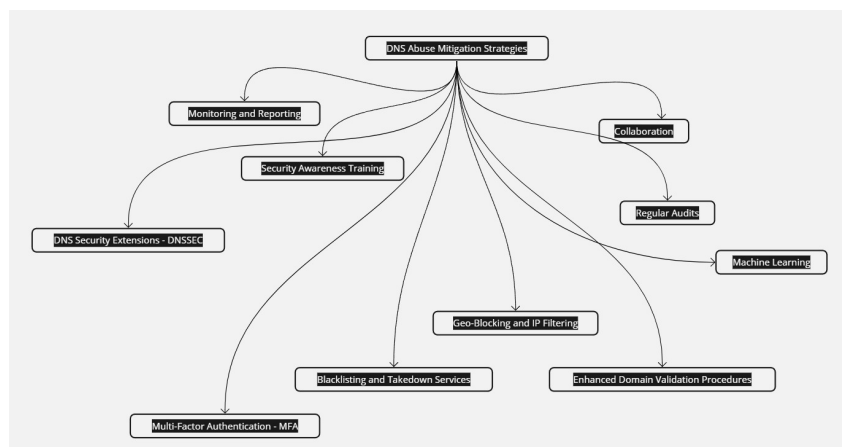 DNS Abuse Mitigation Strategies
Monitoring and Reporting
Collaboration
Security Awareness Training
Regular Audits
DNS Security Extensions - DNSSEC
Machine Learning
Geo-Blocking and IP Filtering
Blacklisting and Takedown Services
Enhanced Domain Validation Procedures
Multi-Factor Authentication - MFA